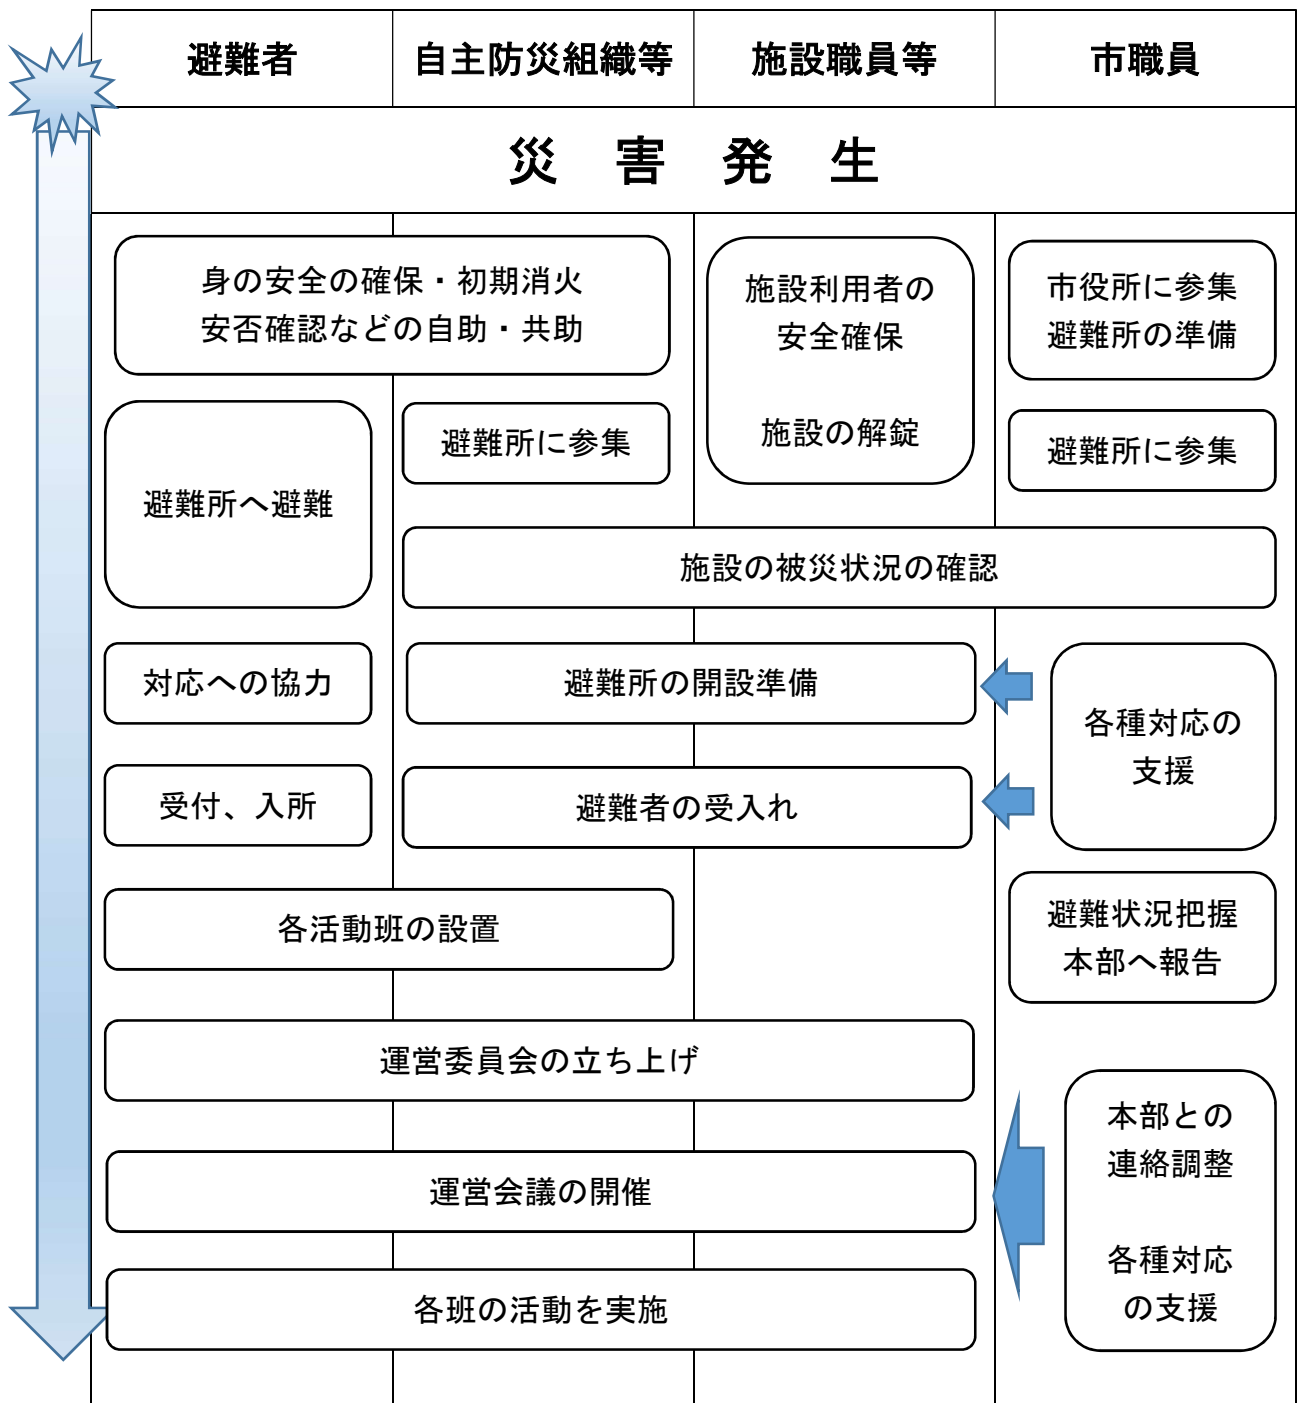 避難者
自主防災組織等
施設職員等
市職員
災害発生
身の安全の確保・初期消火
安否確認などの自助・共助
施設利用者の
安全確保
施設の解錠
市役所に参集
避難所の準備
避難所へ避難
避難所に参集
避難所に参集
施設の被災状況の確認
対応への協力
避難所の開設準備
各種対応の
支援
受付、入所
避難者の受入れ
各活動班の設置
避難状況把握
本部へ報告
運営委員会の立ち上げ
運営会議の開催
本部との
連絡調整
各種対応
の支援
各班の活動を実施